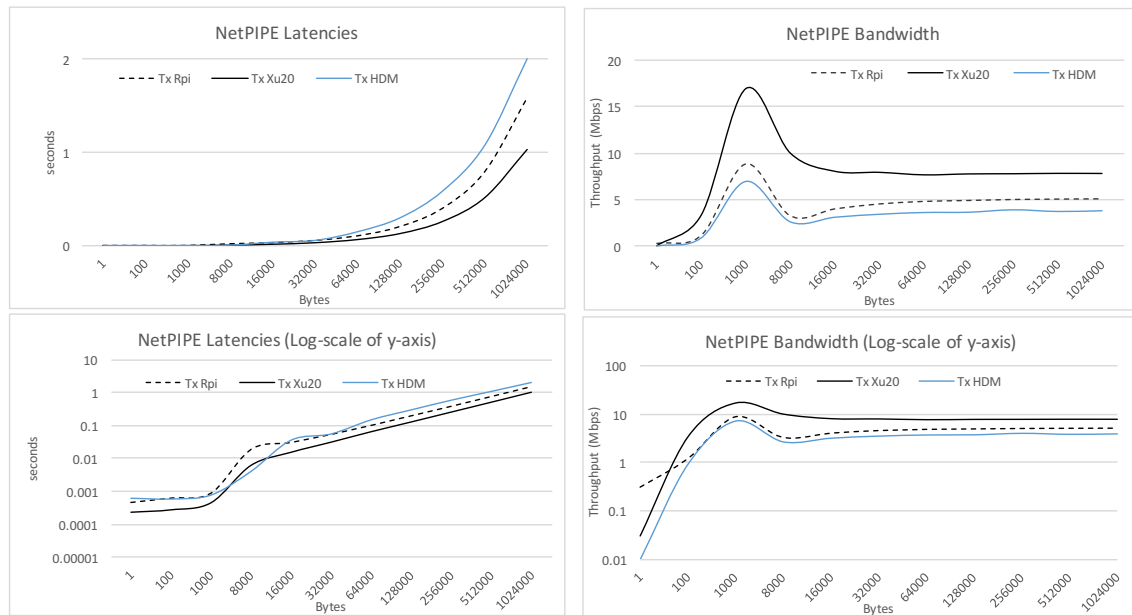 NetPIPE Latencies
Tx Rpi Tx Xu20 Tx HDM
2
1
0
seconds
1 100 1000 8000 16000 32000 64000 128000 256000 512000 1024000
Bytes
NetPIPE Bandwidth
Tx Rpi Tx Xu20 Tx HDM
20
15
10
5
0
Throughput (Mbps)
1 100 1000 8000 16000 32000 64000 128000 256000 512000 1024000
Bytes
NetPIPE Latencies (Log-scale of y-axis)
Tx Rpi Tx Xu20 Tx HDM
10
1
0.1
0.01
0.001
0.0001
0.00001
seconds
1 100 1000 8000 16000 32000 64000 128000 256000 512000 1024000
Bytes
NetPIPE Bandwidth (Log-scale of y-axis)
Tx Rpi Tx Xu20 Tx HDM
100
10
1
0.1
0.01
Throughput (Mbps)
1 100 1000 8000 16000 32000 64000 128000 256000 512000 1024000
Bytes